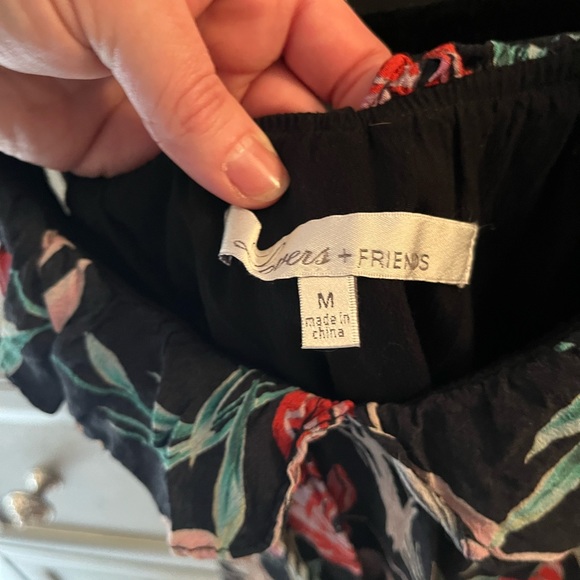 Lovers + FRIENDS
M
made in
china